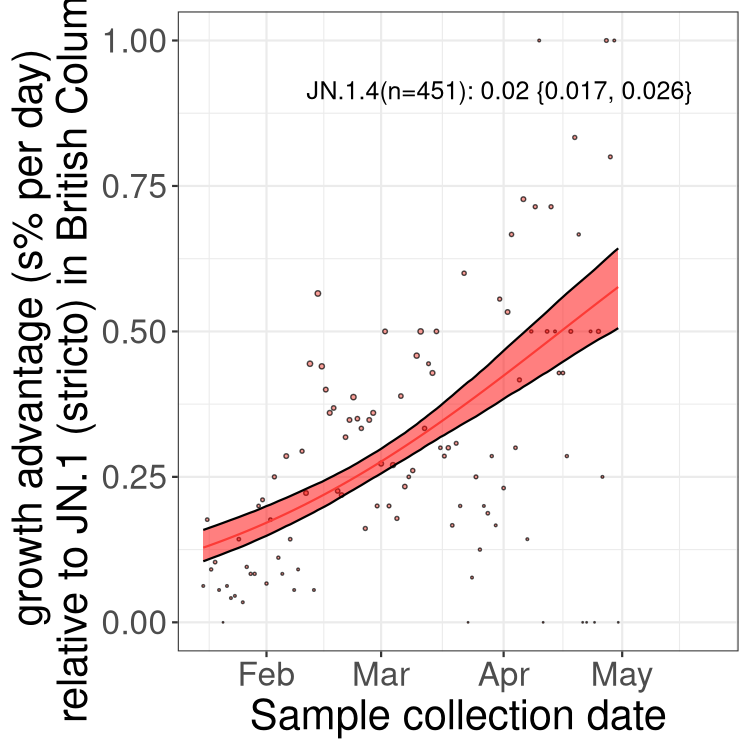 growth advantage (s% per day)
relative to JN.1 (stricto) in British Colum
1.00
0.75
0.50
0.25
0.00
JN.1.4(n=451): 0.02 {0.017, 0.026}
Feb Mar Apr May
Sample collection date